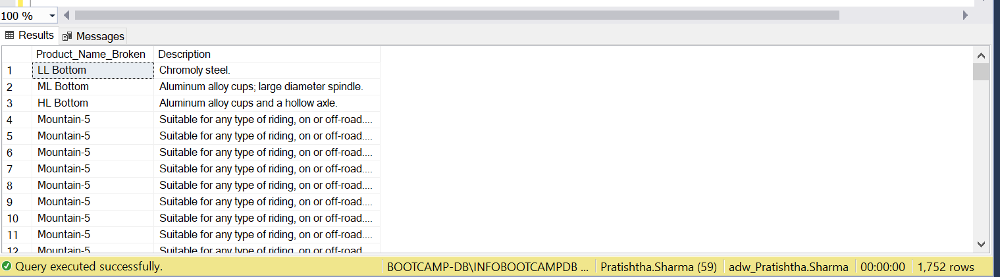 100 %
Results Messages
Product_Name_Broken Description
1 LL Bottom Chromoly steel.
2 ML Bottom Aluminum alloy cups; large diameter spindle.
3 HL Bottom Aluminum alloy cups and a hollow axle.
4 Mountain-5 Suitable for any type of riding, on or off-road....
5 Mountain-5 Suitable for any type of riding, on or off-road....
6 Mountain-5 Suitable for any type of riding, on or off-road....
7 Mountain-5 Suitable for any type of riding, on or off-road....
8 Mountain-5 Suitable for any type of riding, on or off-road....
9 Mountain-5 Suitable for any type of riding, on or off-road....
10 Mountain-5 Suitable for any type of riding, on or off-road....
11 Mountain-5 Suitable for any type of riding, on or off-road....
12 Mountain-5 Suitable for any type of riding, on or off-road
Query executed successfully. BOOTCAMP-DB\INFOBOOTCAMPDB ... Pratishtha.Sharma (59) adw_Pratishtha.Sharma 00:00:00 1,752 rows